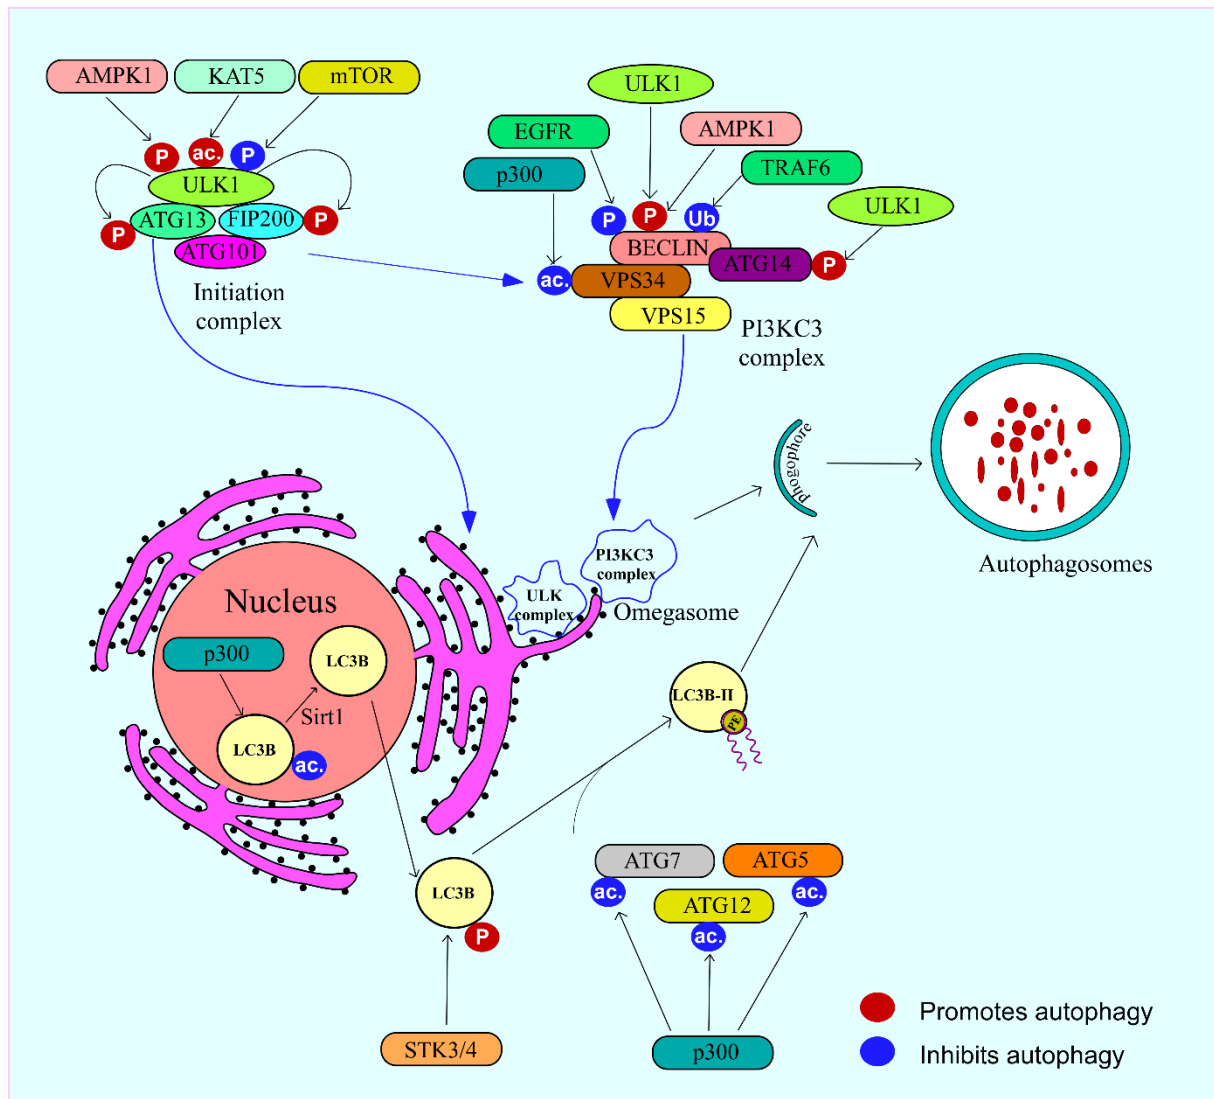 AMPK1
KAT5
mTOR
P
ac.
P
ULK1
P
ATG13
FIP200
P
ATG101
Initiation
complex
ULK1
EGFR
AMPK1
p300
TRAF6
ULK1
P
P
Ub
BECLIN
ATG14
P
ac.
VPS34
VPS15
PI3KC3
complex
phogophore
Autophagosomes
PI3KC3
complex
ULK
complex
Omegasome
Nucleus
p300
LC3B
Sirt1
LC3B
ac.
LC3B-II
PE
LC3B
P
STK3/4
ATG7
ATG5
ac.
ATG12
ac.
ac.
p300
Promotes autophagy
Inhibits autophagy